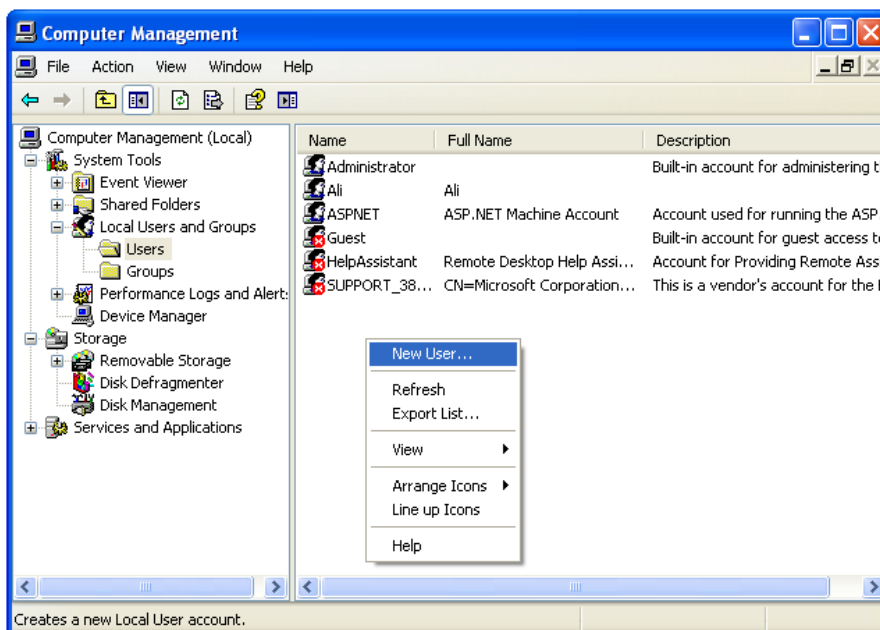 Computer Management
File Action View Window Help
Computer Management (Local)
System Tools
Event Viewer
Shared Folders
Local Users and Groups
Users
Groups
Performance Logs and Alert
Device Manager
Storage
Removable Storage
Disk Defragmenter
Disk Management
Services and Applications
Name Full Name Description
Administrator Built-in account for administering t
Ali Ali
ASPNET ASP.NET Machine Account Account used for running the ASP
Guest Built-in account for guest access to
HelpAssistant Remote Desktop Help Assi... Account for Providing Remote Ass
SUPPORT_38... CN=Microsoft Corporation... This is a vendor's account for the
New User...
Refresh
Export List...
View
Arrange Icons
Line up Icons
Help
Creates a new Local User account.